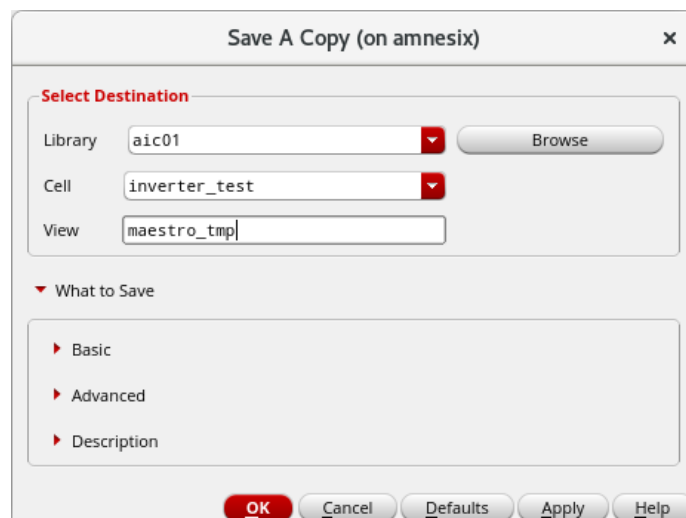 Save A Copy (on amnesix)
Select Destination
Library aic01 Browse
Cell inverter_test
View maestro_tmp
What to Save
Basic
Advanced
Description
OK Cancel Defaults Apply Help